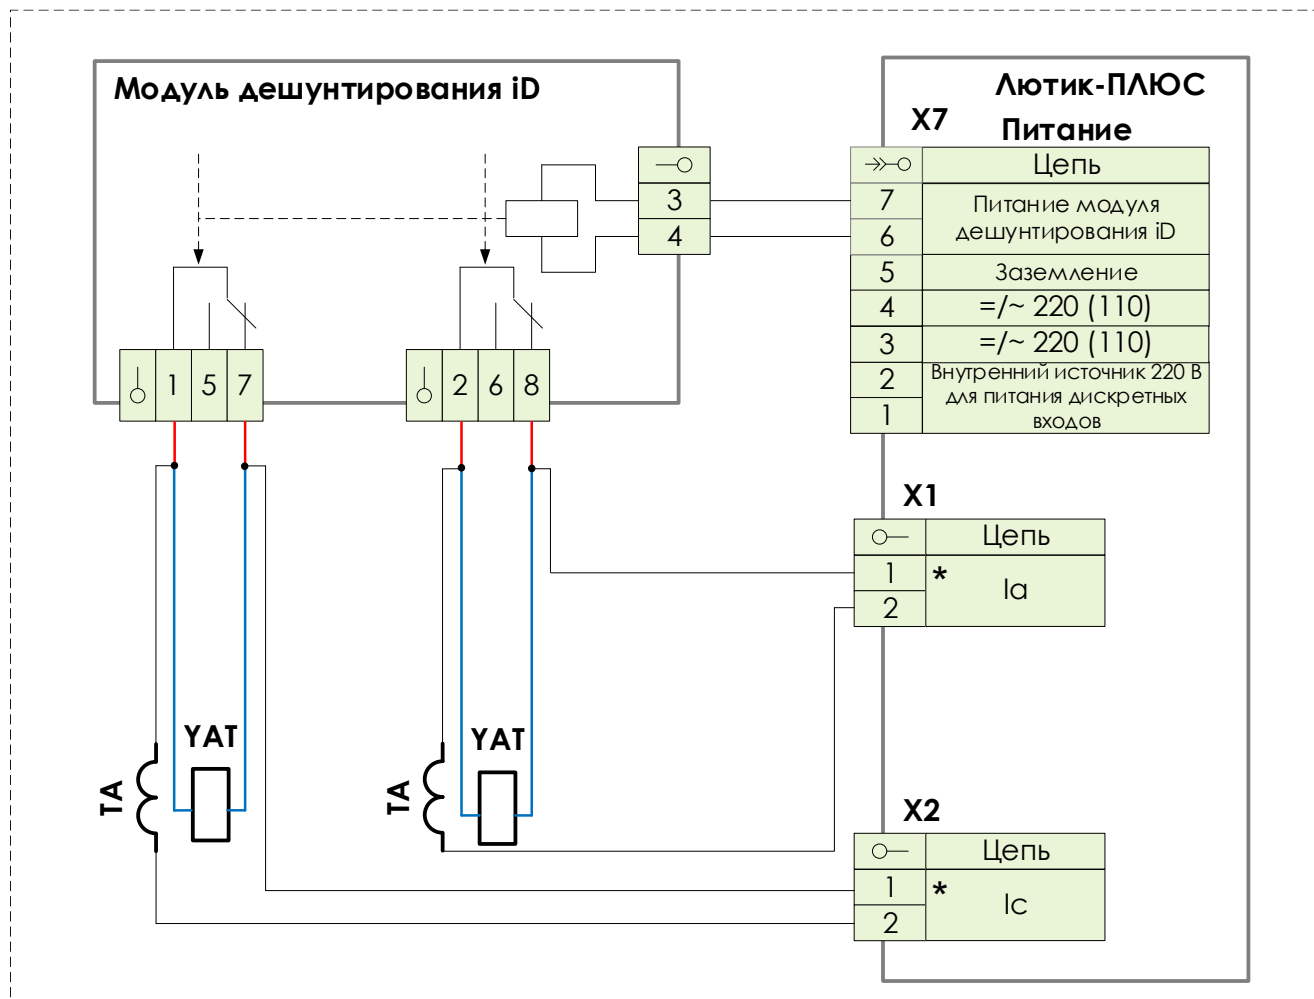 Модуль дешунтирования iD
Лютик-ПЛЮС
X7
Питание
Цепь
3
4
7
6
Питание модуля
дешунтирования iD
5
Заземление
4
=/~ 220 (110)
3
=/~ 220 (110)
2
1
Внутренний источник 220 В
для питания дискретных
входов
1
5
7
2
6
8
X1
Цепь
1
*
Ia
2
YAT
YAT
TA
TA
X2
Цепь
1
*
Ic
2